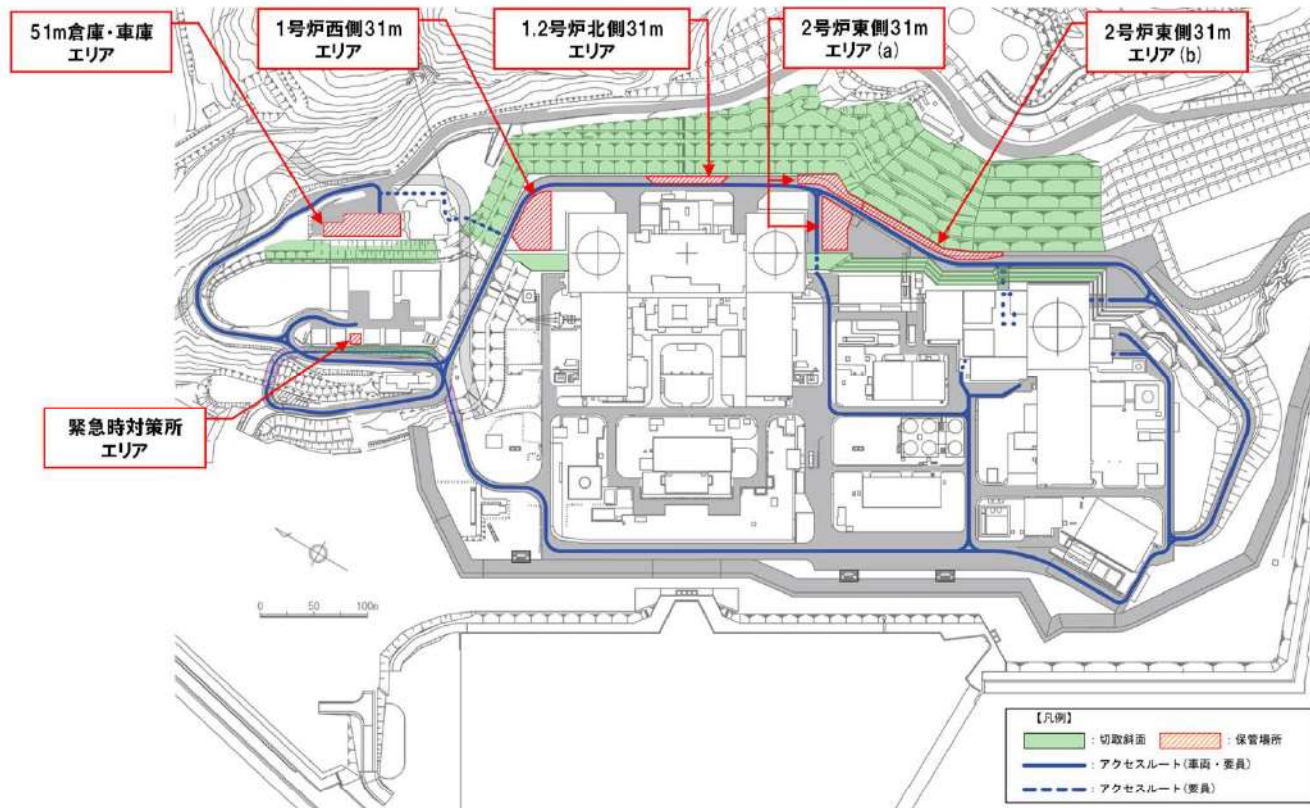 51m倉庫・車庫
エリア
1号炉西側31m
エリア
1,2号炉北側31m
エリア
2号炉東側31m
エリア(a)
2号炉東側31m
エリア(b)
緊急時対策所
エリア
0 50 100m
【凡例】
:切取斜面
:保管場所
:アクセスルート(車両・要員)
:アクセスルート(要員)